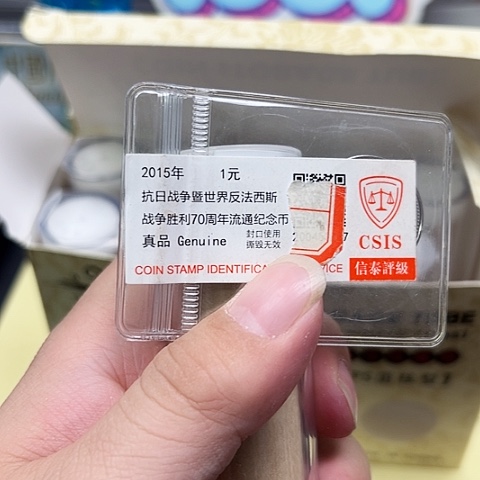 2015年 1元
抗日战争暨世界反法西斯
战争胜利70周年流通纪念币
真品 Genuine
封口使用
撕毁无效
CSIS
信泰評級
COIN STAMP IDENTIFICA